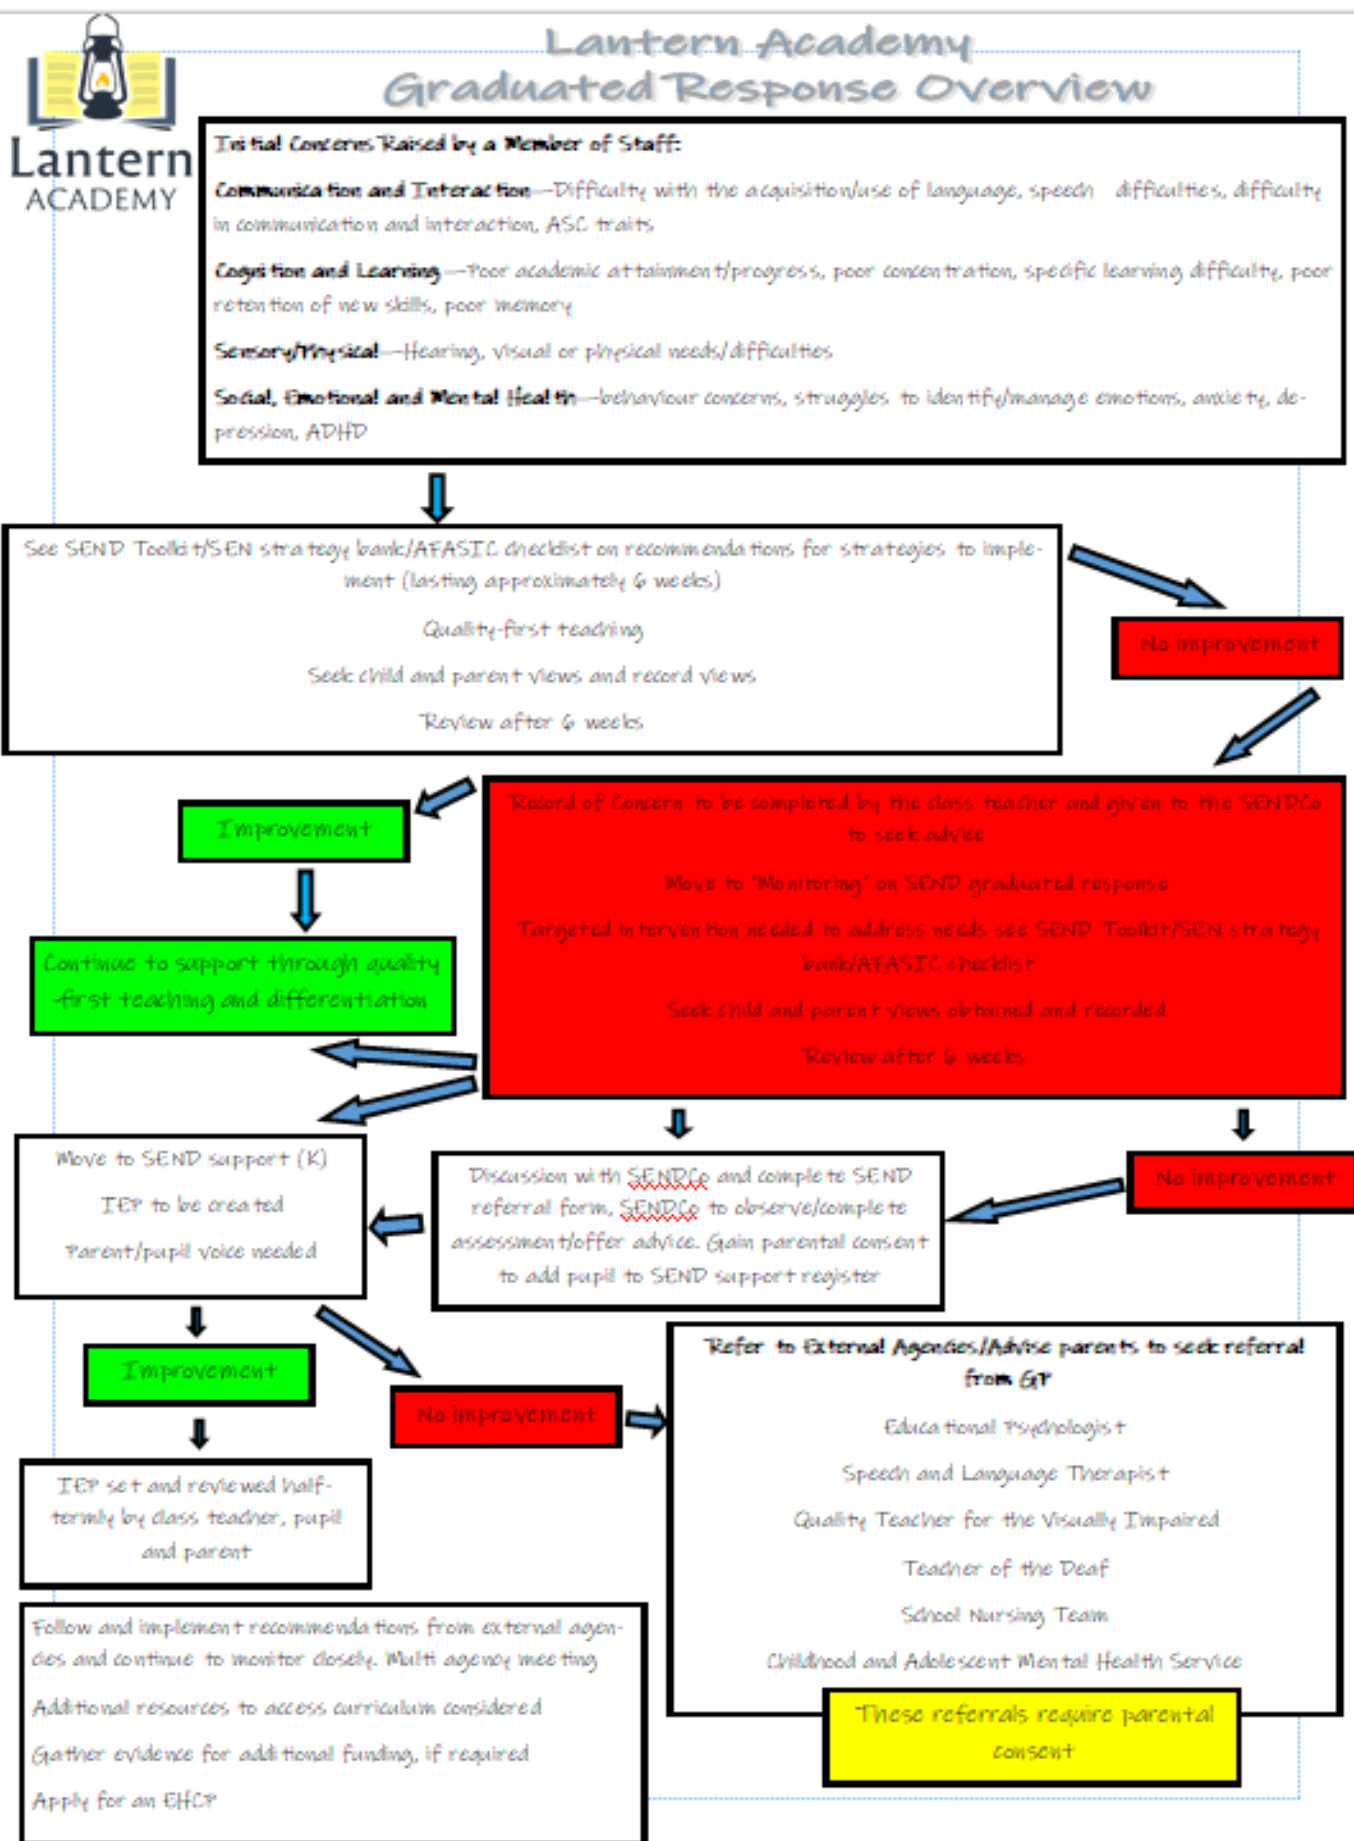 Lantern Academy
Graduated Response Overview
Lantern
ACADEMY
Initial Concerns Raised by a Member of Staff:
Communication and Interaction—Difficulty with the acquisition/use of language, speech difficulties, difficulty
in communication and interaction, ASC traits
Cognition and Learning—Poor academic attainment/progress, poor concentration, specific learning difficulty, poor
retention of new skills, poor memory
Sensory/Physical—Hearing, visual or physical needs/difficulties
Social, Emotional and Mental Health—behaviour concerns, struggles to identify/manage emotions, anxiety, de-
pression, ADHD
See SEND Toolkit/SEN strategy bank/AFASIC checklist on recommendations for strategies to imple-
ment (lasting approximately 6 weeks)
Quality-first teaching
Seek child and parent views and record views
Review after 6 weeks
No improvement
Improvement
Continue to support through quality
-first teaching and differentiation
Record of Concern to be completed by the class teacher and given to the SENDCo
to seek advice
Move to 'Monitoring' on SEND graduated response
Targeted intervention needed to address needs see SEND Toolkit/SEN strategy
bank/AFASIC checklist
Seek child and parent views obtained and recorded
Review after 6 weeks
Move to SEND support (K)
IEP to be created
Parent/pupil voice needed
Discussion with SENDCo and complete SEND
referral form, SENDCo to observe/complete
assessment/offer advice. Gain parental consent
to add pupil to SEND support register
No improvement
Improvement
No improvement
IEP set and reviewed half-
termly by class teacher, pupil
and parent
Refer to External Agencies/Advise parents to seek referral
from GP
Educational Psychologist
Speech and Language Therapist
Quality Teacher for the Visually Impaired
Teacher of the Deaf
School Nursing Team
Childhood and Adolescent Mental Health Service
These referrals require parental
consent
Follow and implement recommendations from external agen-
cies and continue to monitor closely. Multi agency meeting
Additional resources to access curriculum considered
Gather evidence for additional funding, if required
Apply for an EHCP